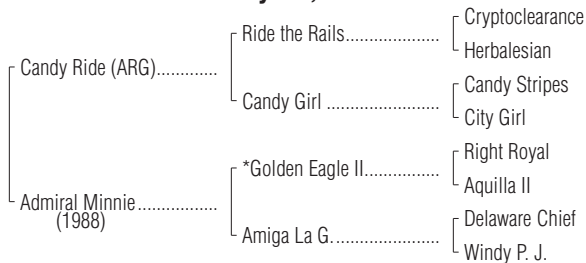 Cryptoclearance
Ride the Rails
Herbalesian
Candy Ride (ARG)
Candy Stripes
Candy Girl
City Girl
Right Royal
*Golden Eagle II
Aquilla II
Admiral Minnie
(1988)
Delaware Chief
Amiga La G.
Windy P. J.